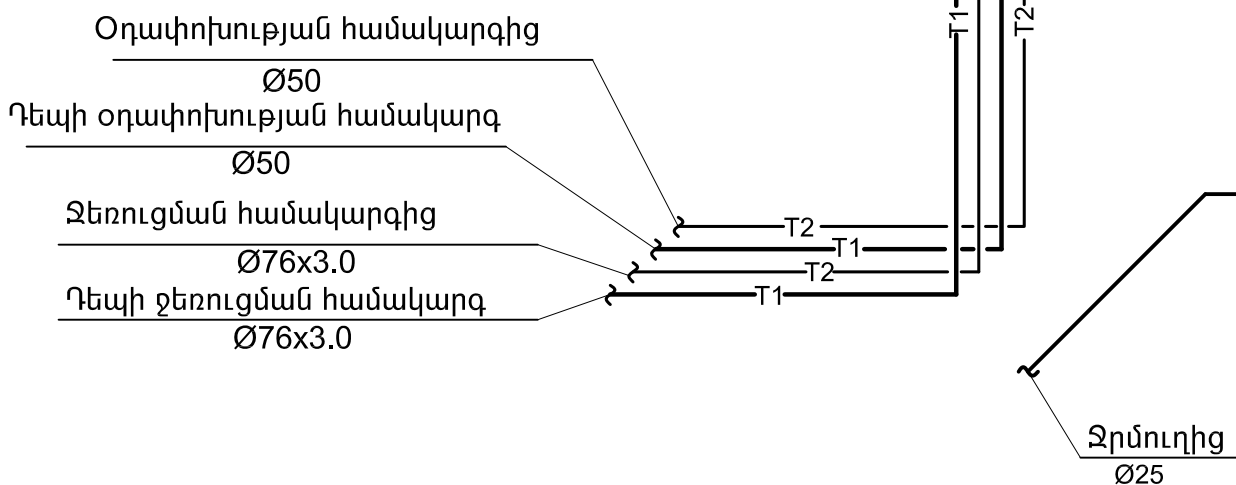 Օդափոխության համակարգից
Ø50
Դեպի օդափոխության համակարգ
Ø50
Ջեռուցման համակարգից
Ø76x3.0
Դեպի ջեռուցման համակարգ
Ø76x3.0
T1
T2
T2
T1
T2
T1
Ջրմուղից
Ø25